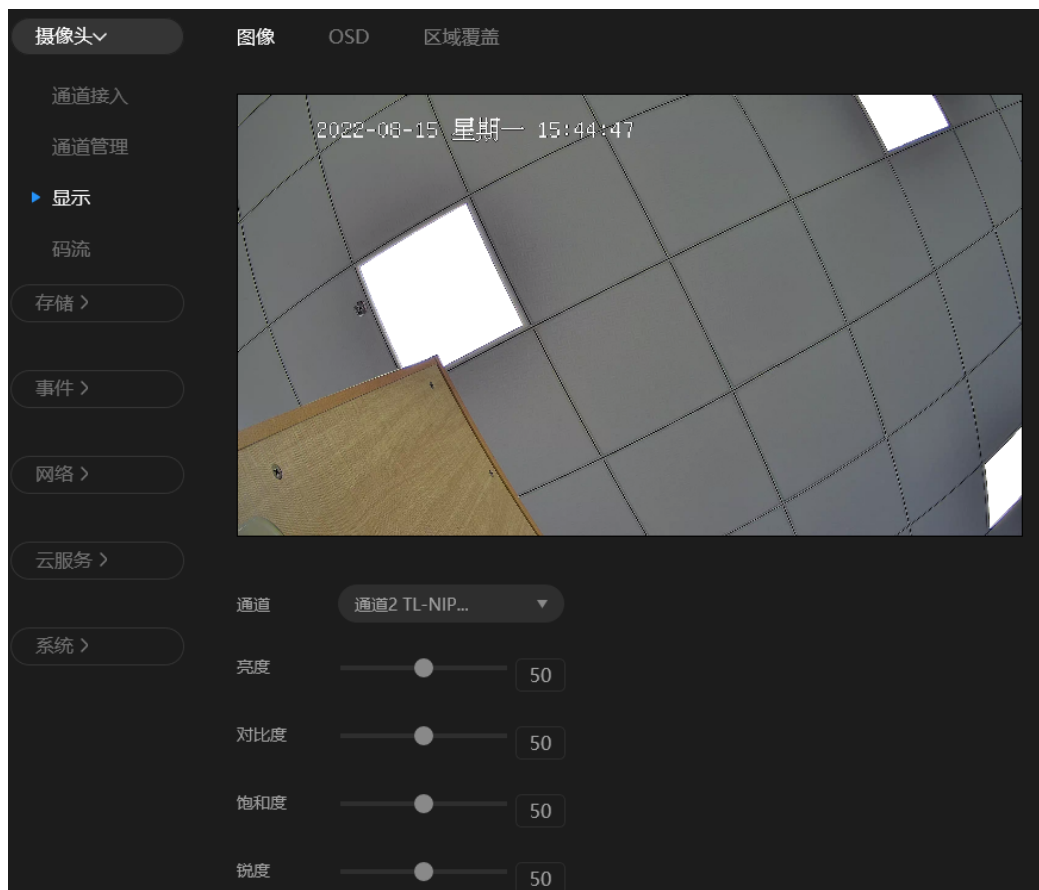 摄像头
图像 OSD 区域覆盖
通道接入
通道管理
显示
码流
存储
事件
网络
云服务
系统
2022-08-15 星期一 15:44:47
通道 通道2 TL-NIP...
亮度 50
对比度 50
饱和度 50
锐度 50